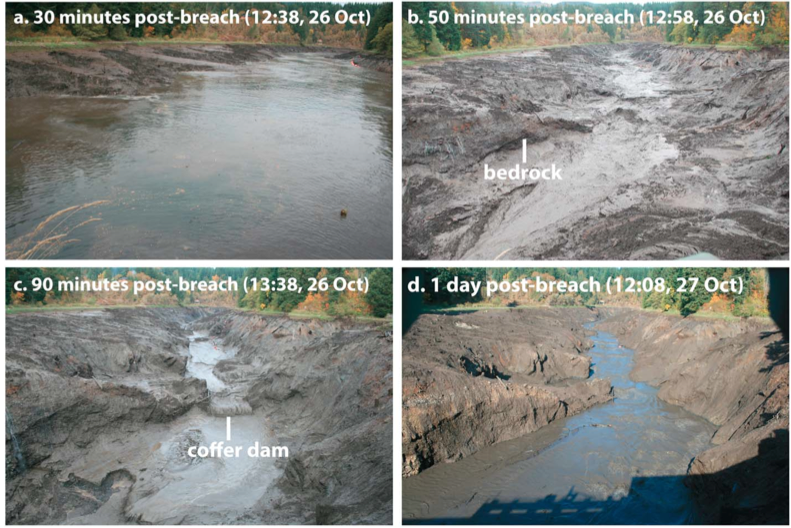 a. 30 minutes post-breach (12:38, 26 Oct)
b. 50 minutes post-breach (12:58, 26 Oct)
bedrock
c. 90 minutes post-breach (13:38, 26 Oct)
coffer dam
d. 1 day post-breach (12:08, 27 Oct)